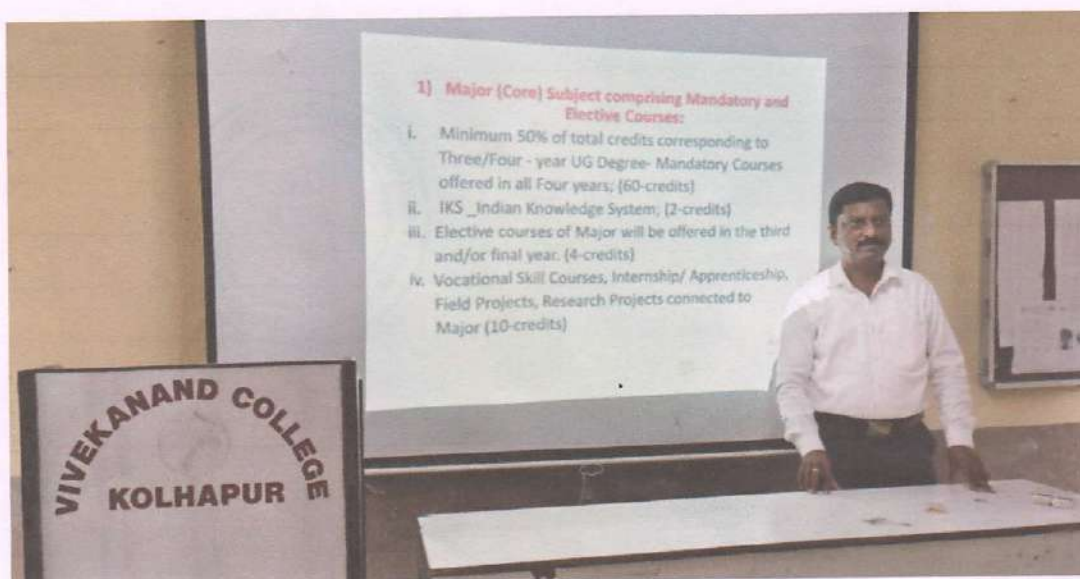 1) Major (Core) Subject comprising Mandatory and
Elective Courses:
i. Minimum 50% of total credits corresponding to
Three/Four - year UG Degree- Mandatory Courses
offered in all Four years; (60-credits)
ii. IKS _Indian Knowledge System; (2-credits)
iii. Elective courses of Major will be offered in the third
and/or final year. (4-credits)
iv. Vocational Skill Courses, Internship/ Apprenticeship,
Field Projects, Research Projects connected to
Major (10-credits)
VIVEKANAND COLLEGE
KOLHAPUR